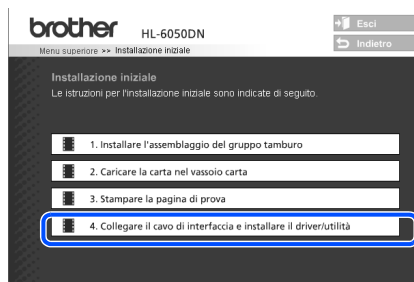 brother HL-6050DN
Esci
Indietro
Menu superiore >> Installazione iniziale
Installazione iniziale
Le istruzioni per l'installazione iniziale sono indicate di seguito.
1. Installare l'assemblaggio del gruppo tamburo
2. Caricare la carta nel vassoio carta
3. Stampare la pagina di prova
4. Collegare il cavo di interfaccia e installare il driver/utilità